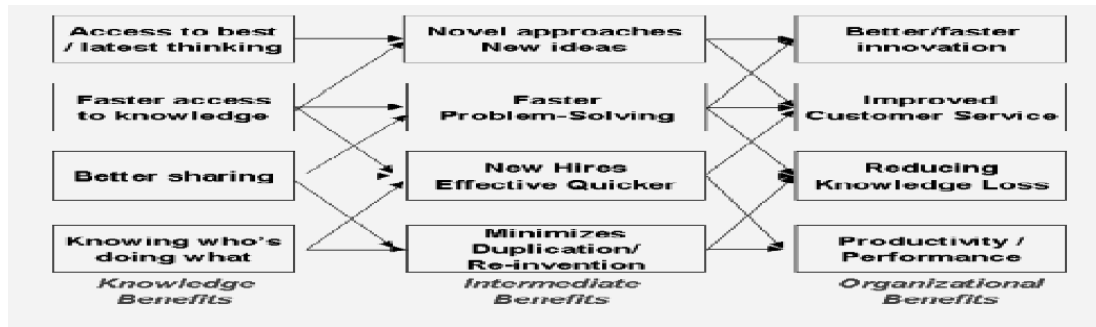 Access to best
/ latest thinking
Novel approaches
New ideas
Better/faster
innovation
Faster access
to knowledge
Faster
Problem-Solving
Improved
Customer Service
Better sharing
New Hires
Effective Quicker
Reducing
Knowledge Loss
Knowing who's
doing what
Minimizes
Duplication/
Re-invention
Productivity /
Performance
Knowledge
Benefits
Intermediate
Benefits
Organizational
Benefits